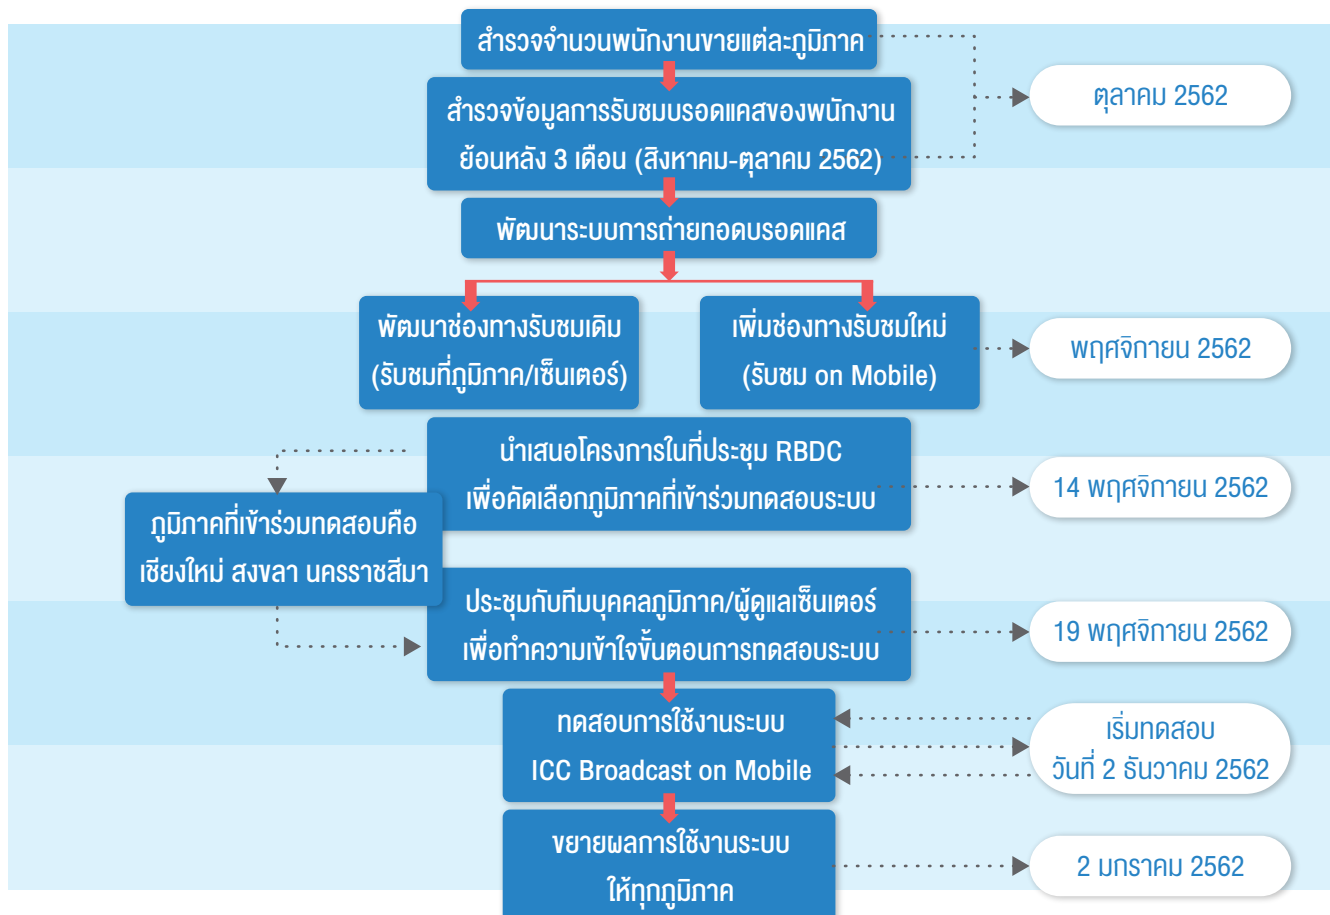 สำรวจจำนวนพนักงานขายแต่ละภูมิภาค
สำรวจข้อมูลการรับชมบรอดแคสของพนักงาน
ย้อนหลัง 3 เดือน (สิงหาคม-ตุลาคม 2562)
ตุลาคม 2562
พัฒนาระบบการถ่ายทอดบรอดแคส
พัฒนาช่องทางรับชมเดิม
(รับชมที่ภูมิภาค/เซ็นเตอร์)
เพิ่มช่องทางรับชมใหม่
(รับชม on Mobile)
พฤศจิกายน 2562
นำเสนอโครงการในที่ประชุม RBDC
เพื่อคัดเลือกภูมิภาคที่เข้าร่วมทดสอบระบบ
14 พฤศจิกายน 2562
ภูมิภาคที่เข้าร่วมทดสอบคือ
เชียงใหม่ สงขลา นครราชสีมา
ประชุมกับทีมบุคคลภูมิภาค/ผู้ดูแลเซ็นเตอร์
เพื่อทำความเข้าใจขั้นตอนการทดสอบระบบ
19 พฤศจิกายน 2562
ทดสอบการใช้งานระบบ
ICC Broadcast on Mobile
เริ่มทดสอบ
วันที่ 2 ธันวาคม 2562
ขยายผลการใช้งานระบบ
ให้ทุกภูมิภาค
2 มกราคม 2562